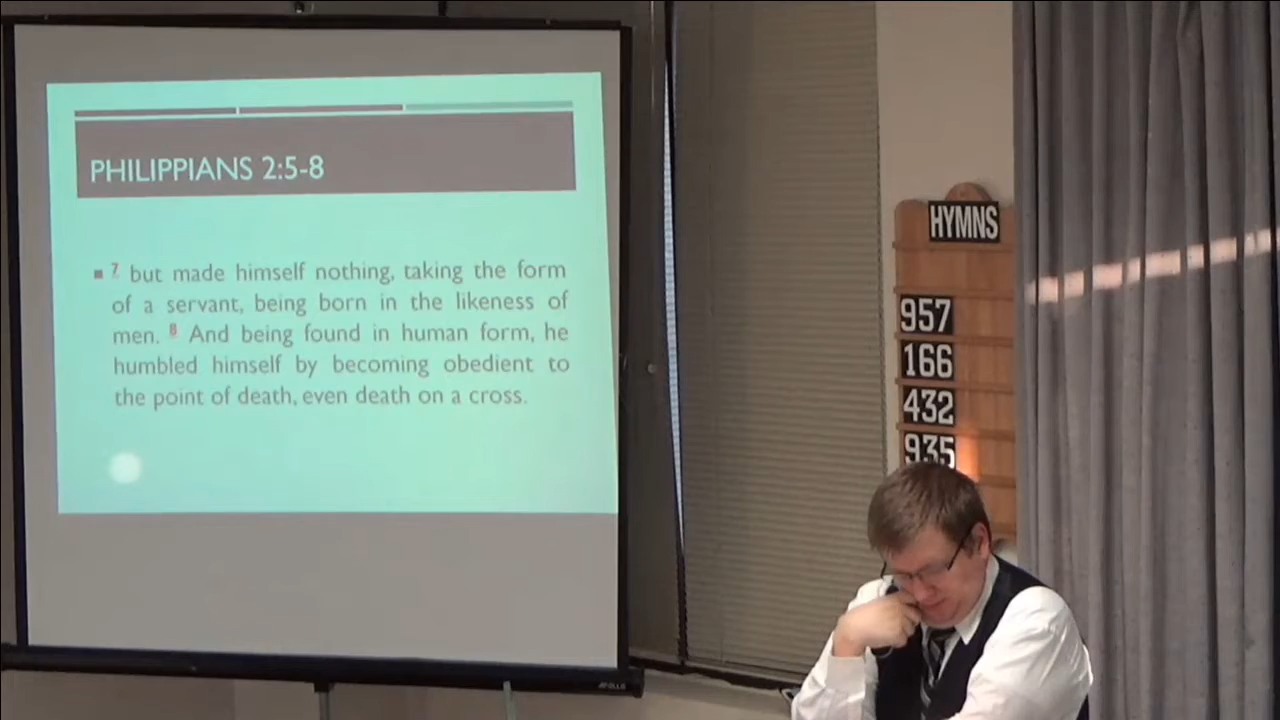 PHILIPPIANS 2:5-8
7 but made himself nothing, taking the form
of a servant, being born in the likeness of
men. 8 And being found in human form, he
humbled himself by becoming obedient to
the point of death, even death on a cross.
APOLLO
HYMNS
957
166
432
935